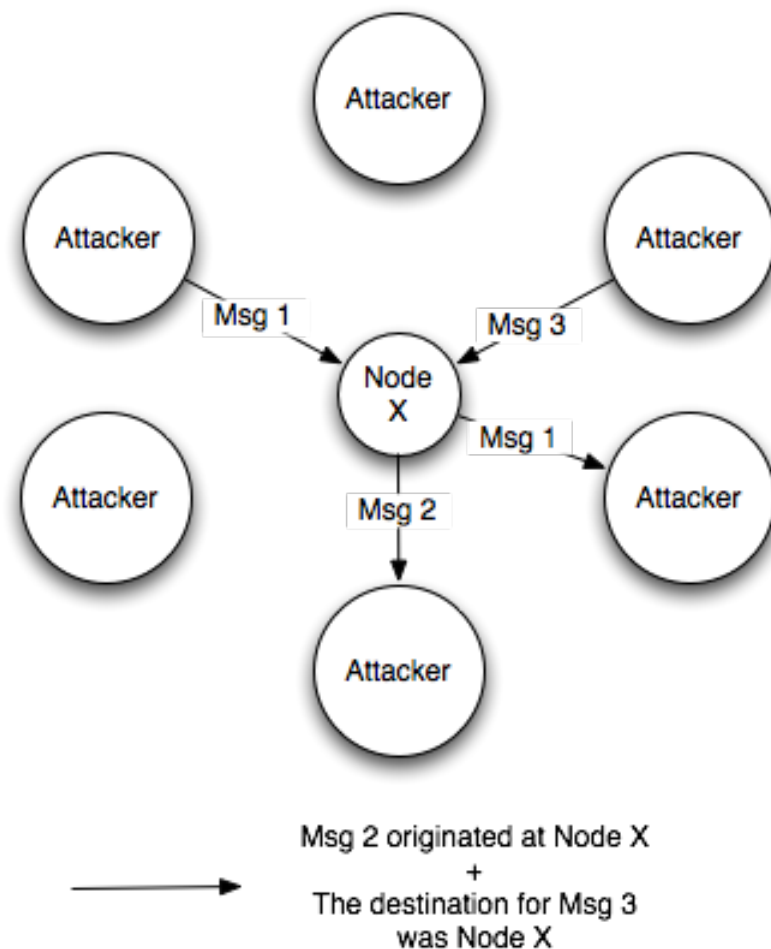 Attacker
Attacker
Attacker
Msg 1
Msg 3
Node
X
Msg 1
Attacker
Attacker
Msg 2
Attacker
Msg 2 originated at Node X
+
The destination for Msg 3
was Node X